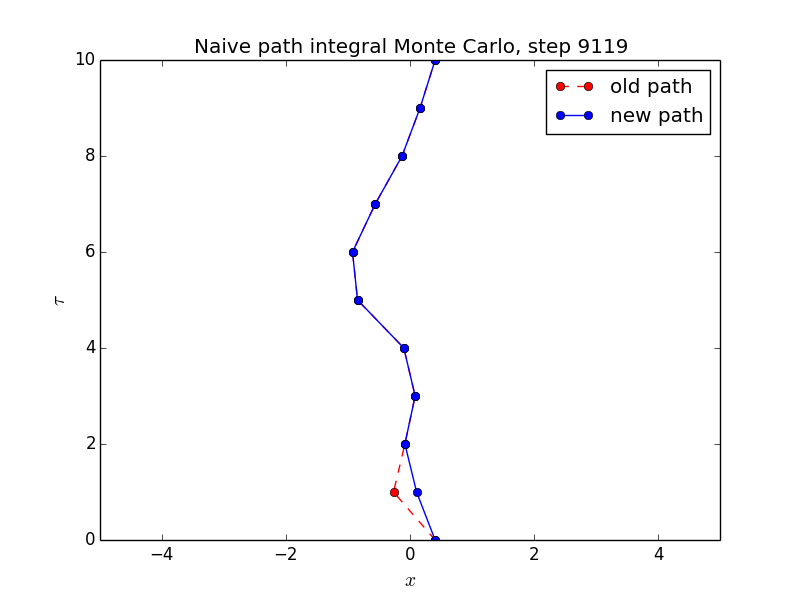 Naive path integral Monte Carlo, step 9119
old path
new path
10
8
6
4
2
0
τ
−4 −2 0 2 4
x